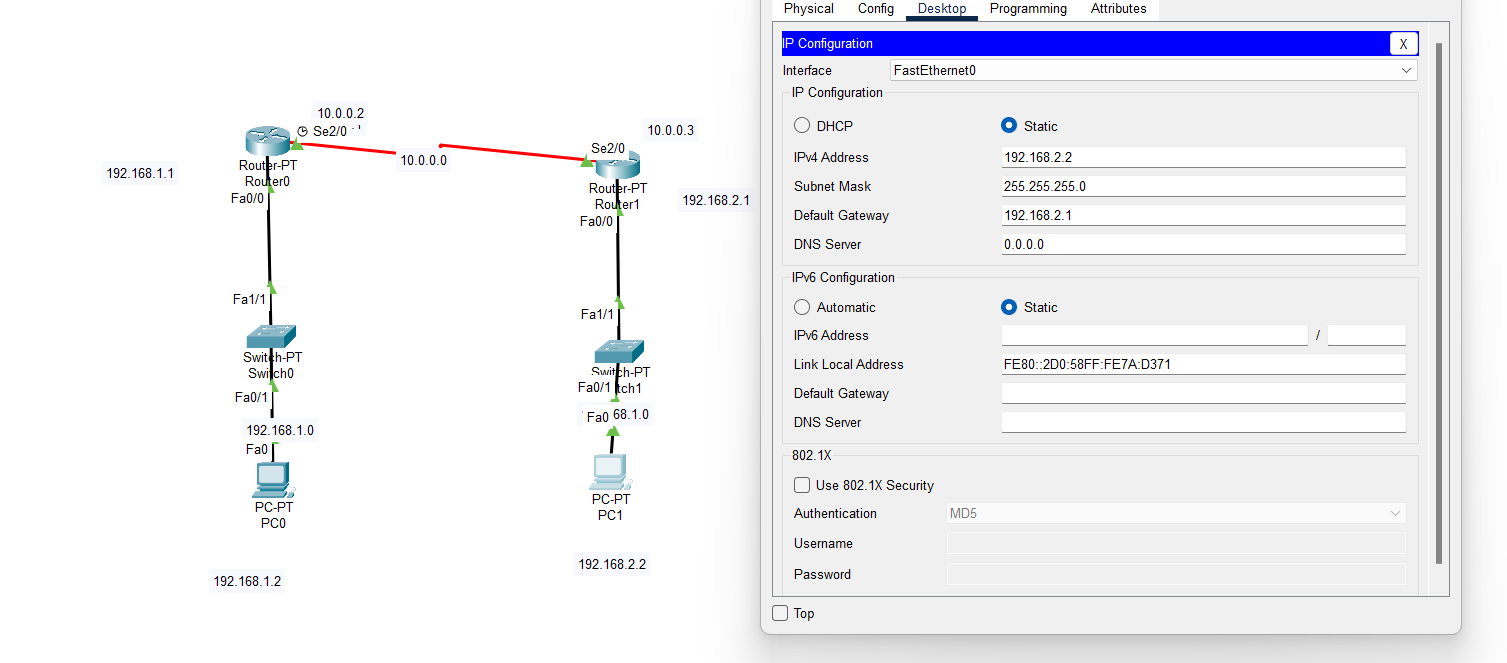 10.0.0.2
Se2/0
10.0.0.3
Se2/0
10.0.0.0
192.168.1.1
Router-PT
Router0
Fa0/0
Router-PT
Router1
Fa0/0
192.168.2.1
Fa1/1
Fa1/1
Switch-PT
Switch0
Switch-PT
tch1
Fa0/1
Fa0/1
192.168.1.0
Fa0
Fa0
68.1.0
PC-PT
PC0
PC-PT
PC1
192.168.1.2
192.168.2.2
Physical Config Desktop Programming Attributes
IP Configuration X
Interface FastEthernet0
IP Configuration
DHCP Static
IPv4 Address 192.168.2.2
Subnet Mask 255.255.255.0
Default Gateway 192.168.2.1
DNS Server 0.0.0.0
IPv6 Configuration
Automatic Static
IPv6 Address /
Link Local Address FE80::2D0:58FF:FE7A:D371
Default Gateway
DNS Server
802.1X
Use 802.1X Security
Authentication MD5
Username
Password
Top